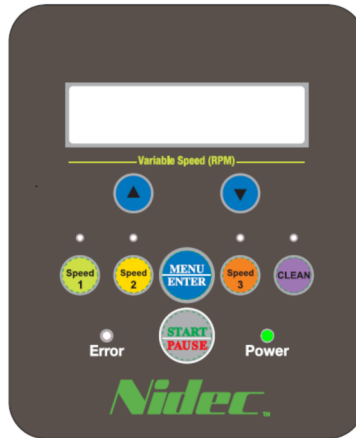 Variable Speed (RPM)
Speed
1
Speed
2
MENU
ENTER
Speed
3
CLEAN
START
PAUSE
Error
Power
Nidec